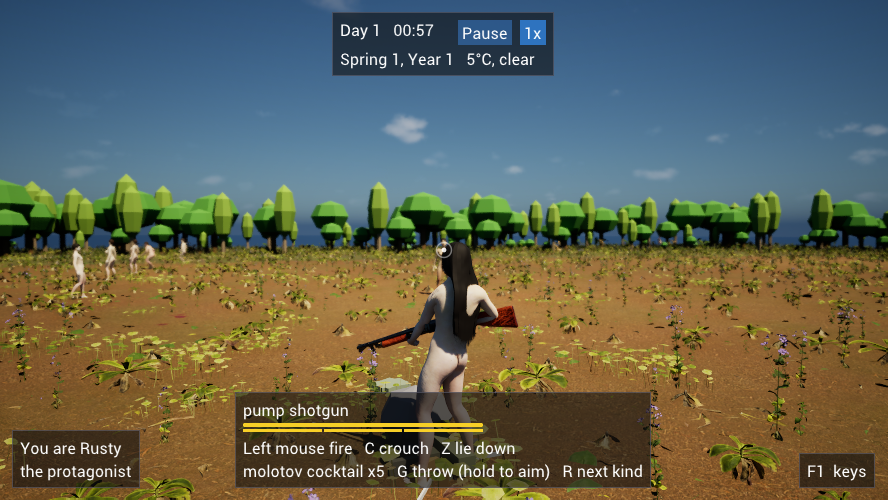 Day 1 00:57 Pause 1x
Spring 1, Year 1 5°C, clear
pump shotgun
Left mouse fire C crouch Z lie down
molotov cocktail x5 G throw (hold to aim) R next kind
You are Rusty
the protagonist
F1 keys